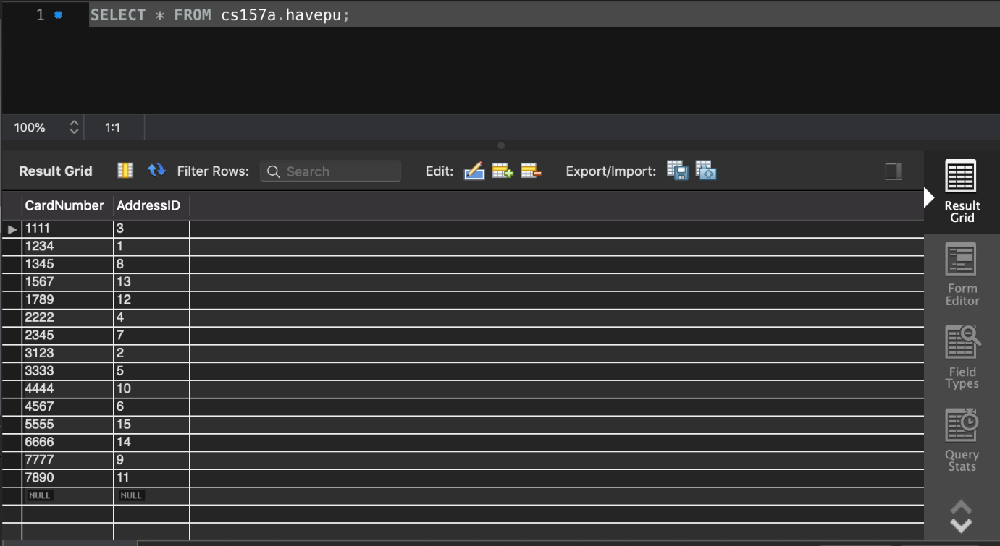 1 SELECT * FROM cs157a.havepu;
100% 1:1
Result Grid Filter Rows: Search Edit: Export/Import:
CardNumber AddressID
1111 3
1234 1
1345 8
1567 13
1789 12
2222 4
2345 7
3123 2
3333 5
4444 10
4567 6
5555 15
6666 14
7777 9
7890 11
NULL NULL
Result
Grid
Form
Editor
Field
Types
Query
Stats